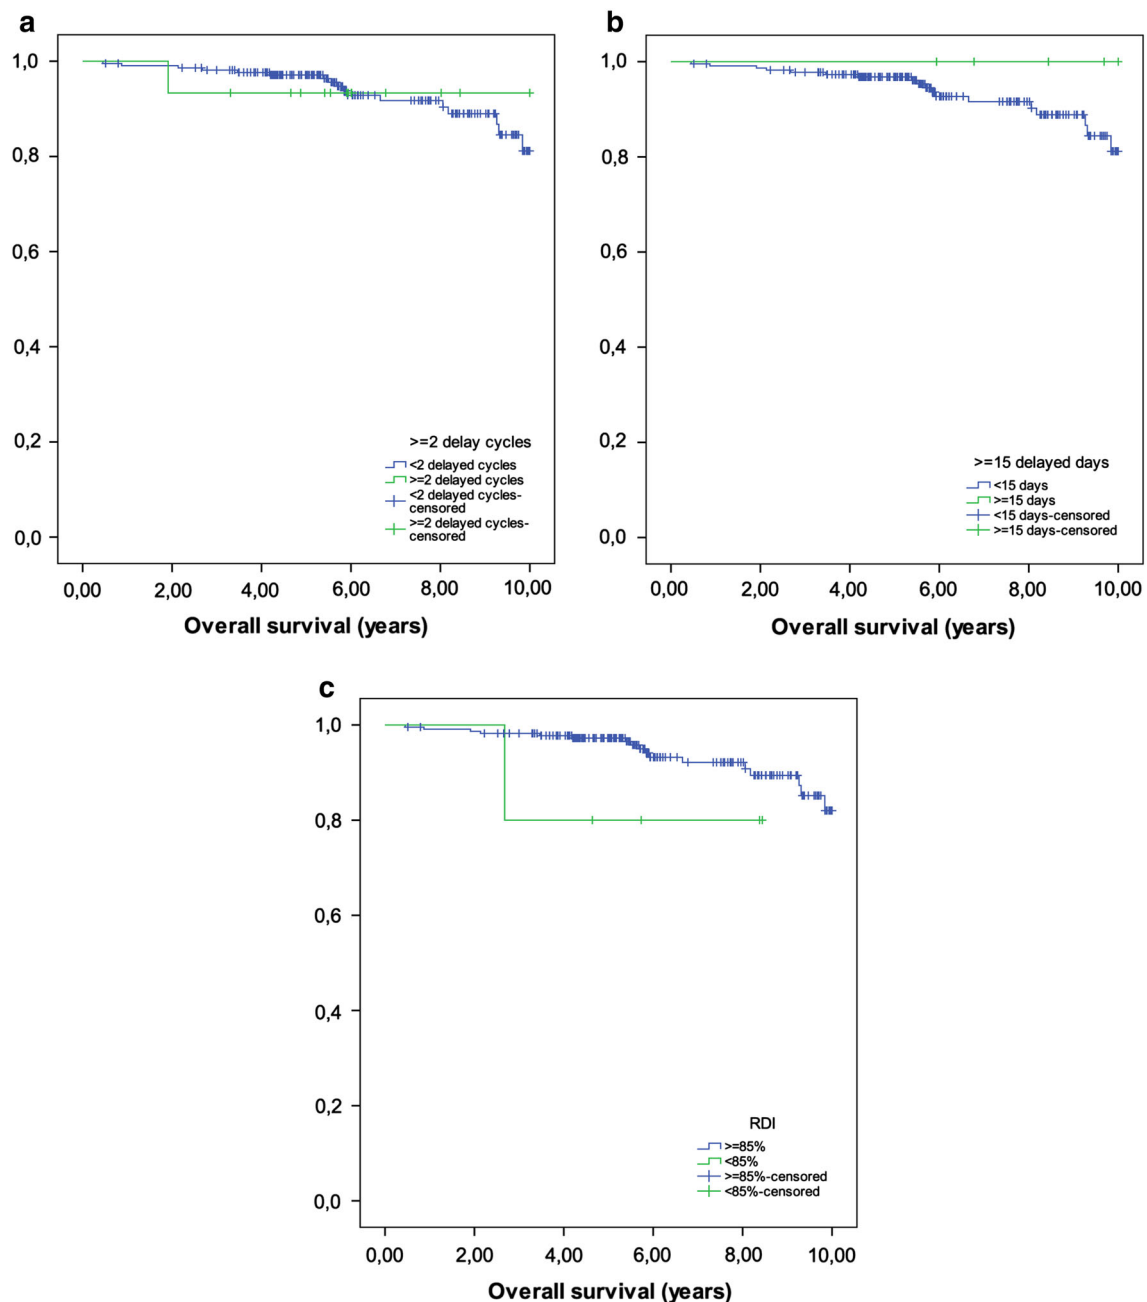 a
1,0
0,8
0,6
0,4
0,2
0,0
>=2 delay cycles
<2 delayed cycles
>=2 delayed cycles
<2 delayed cycles-
censored
>=2 delayed cycles-
censored
0,00 2,00 4,00 6,00 8,00 10,00
Overall survival (years)
b
1,0
0,8
0,6
0,4
0,2
0,0
>=15 delayed days
<15 days
>=15 days
<15 days-censored
>=15 days-censored
0,00 2,00 4,00 6,00 8,00 10,00
Overall survival (years)
c
1,0
0,8
0,6
0,4
0,2
0,0
RDI
>=85%
<85%
>=85%-censored
<85%-censored
0,00 2,00 4,00 6,00 8,00 10,00
Overall survival (years)